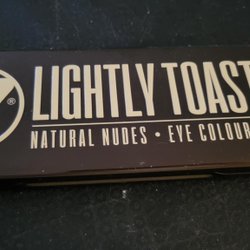 LIGHTLY TOAST
NATURAL NUDES • EYE COLOUR
®